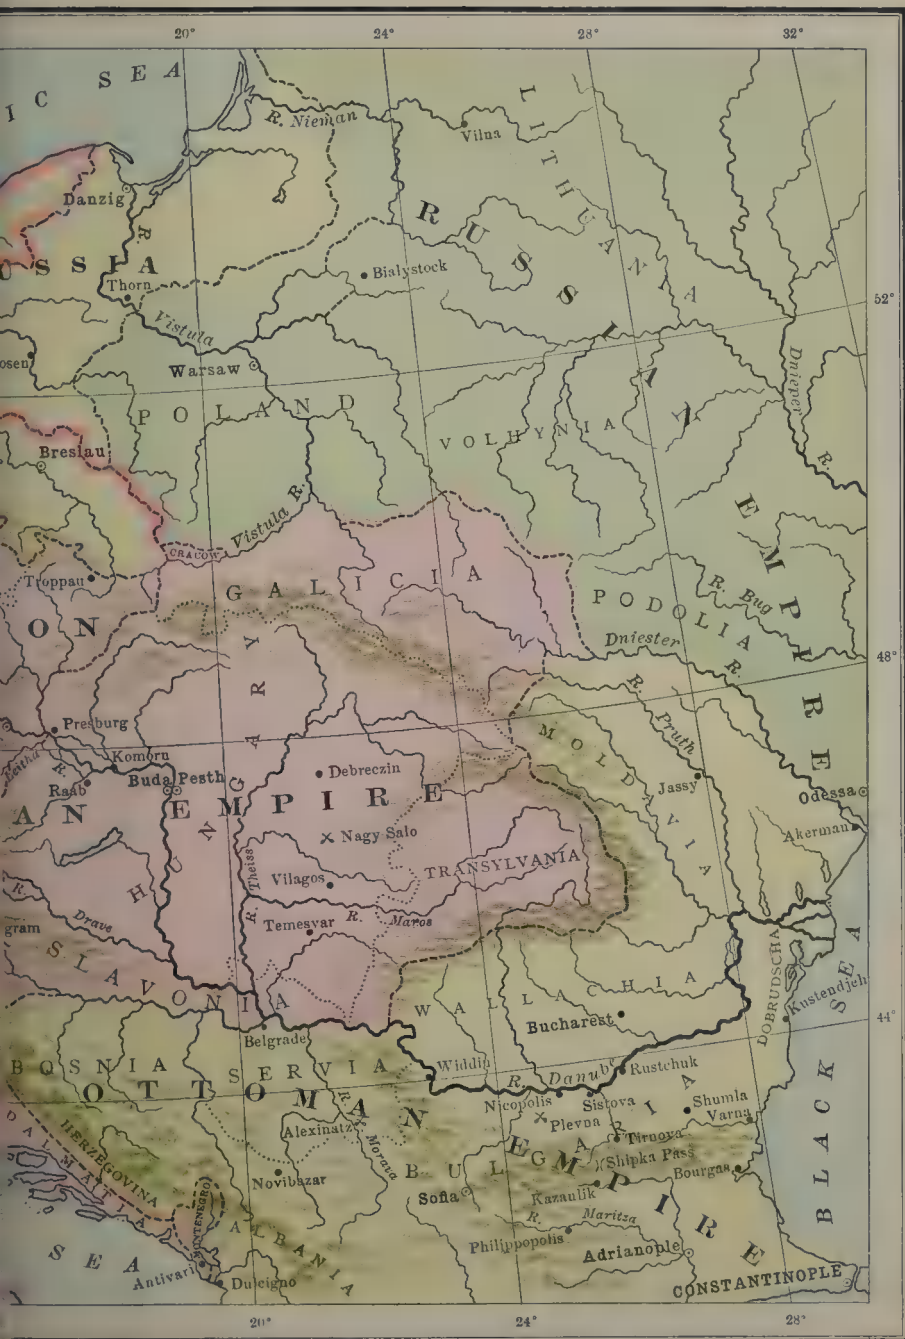 20° 24° 28° 32°
IC SEA
R. Nieman
Vilna
LITHUANIA
Danzig
R.
USSIA
RUSSIAN EMPIRE
Thorn
Bialystock
52°
Vistula
osen
Warsaw
Dnieper R.
POLAND
VOLHYNIA
Breslau
Vistula R.
CRACOW
Troppau
GALICIA
R. Bug
PODOLIA
ON
Dniester R.
48°
HUNGARY
Presburg
Leitha R.
Komorn
R. Pruth
MOLDAVIA
Raab
Buda Pesth
Debreczin
Jassy
AN EMPIRE
Odessa
Nagy Salo
Akerman
R. Theiss
Vilagos
TRANSYLVANIA
R. Drave
gram
Temesvar
R. Maros
SLAVONIA
WALLACHIA
DOBRUDSCHA
Kustendjeh
Bucharest
44°
Belgrade
BOSNIA
SERVIA
Widdin
R. Danube
Rustchuk
OTTOMAN EMPIRE
Nicopolis
Sistova
Shumla
Varna
Plevna
DALMATIA
HERZEGOVINA
Alexinatz
R. Morava
Tirnova
BULGARIA
Shipka Pass
Novibazar
Sofia
Kazanlik
Bourgas
MONTENEGRO
ALBANIA
R. Maritza
Philippopolis
Adrianople
SEA
Antivari
Dulcigno
CONSTANTINOPLE
BLACK SEA
20° 24° 28°